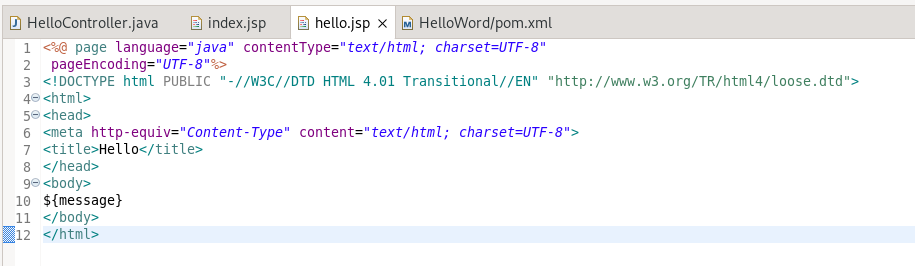 HelloController.java index.jsp hello.jsp HelloWord/pom.xml
1 <%@ page language="java" contentType="text/html; charset=UTF-8"
2 pageEncoding="UTF-8"%>
3 <!DOCTYPE html PUBLIC "-//W3C//DTD HTML 4.01 Transitional//EN" "http://www.w3.org/TR/html4/loose.dtd">
4 <html>
5 <head>
6 <meta http-equiv="Content-Type" content="text/html; charset=UTF-8">
7 <title>Hello</title>
8 </head>
9 <body>
10 ${message}
11 </body>
12 </html>